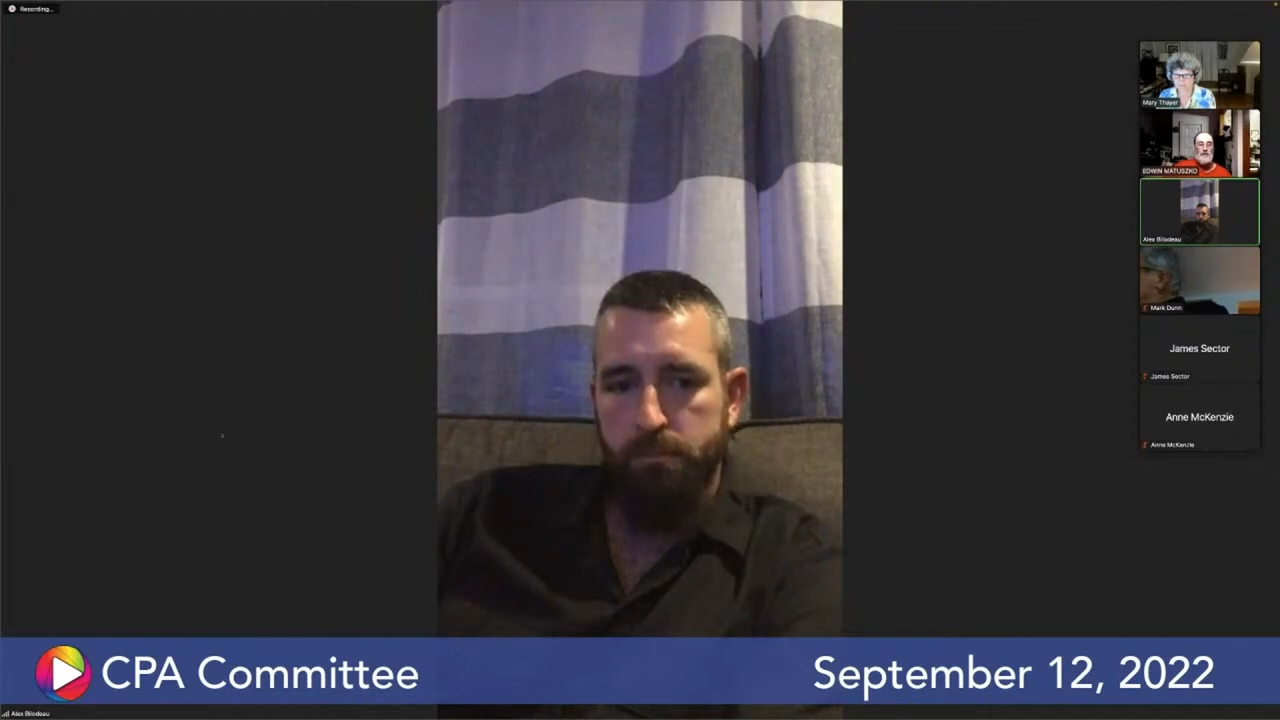 Recording...
Mary Thayer
EDWIN MATUSZKO
Alex Bilodeau
Mark Dunn
James Sector
James Sector
Anne McKenzie
Anne McKenzie
CPA Committee
September 12, 2022
Alex Bilodeau